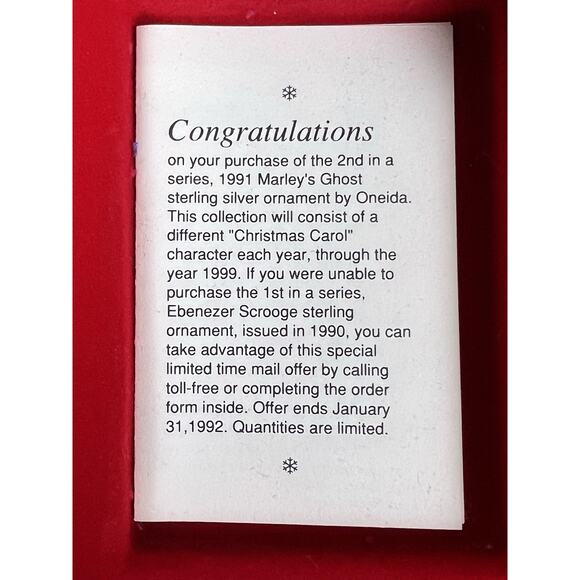 Congratulations
on your purchase of the 2nd in a
series, 1991 Marley's Ghost
sterling silver ornament by Oneida.
This collection will consist of a
different "Christmas Carol"
character each year, through the
year 1999. If you were unable to
purchase the 1st in a series,
Ebenezer Scrooge sterling
ornament, issued in 1990, you can
take advantage of this special
limited time mail offer by calling
toll-free or completing the order
form inside. Offer ends January
31,1992. Quantities are limited.